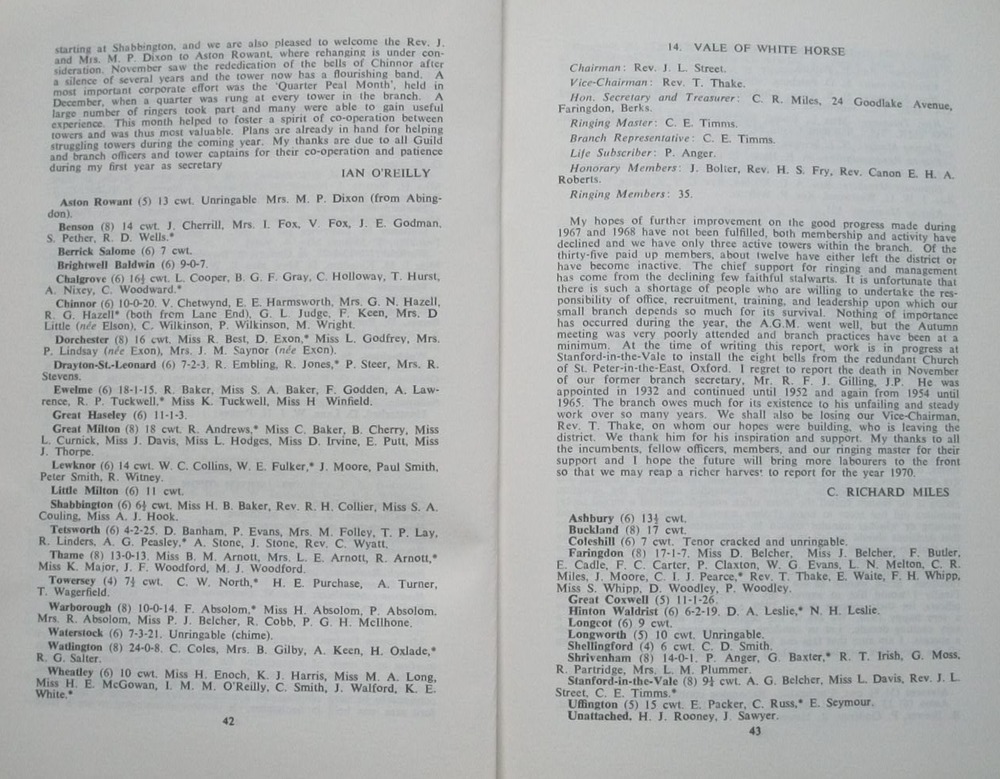 starting at Shabbington, and we are also pleased to welcome the Rev. J.
and Mrs. M. P. Dixon to Aston Rowant, where rehanging is under con-
sideration. November saw the rededication of the bells of Chinnor after
a silence of several years and the tower now has a flourishing band. A
most important corporate effort was the 'Quarter Peal Month', held in
December, when a quarter was rung at every tower in the branch. A
large number of ringers took part and many were able to gain useful
experience. This month helped to foster a spirit of co-operation between
towers and was thus most valuable. Plans are already in hand for helping
struggling towers during the coming year. My thanks are due to all Guild
and branch officers and tower captains for their co-operation and patience
during my first year as secretary
IAN O'REILLY
Aston Rowant (5) 13 cwt. Unringable Mrs. M. P. Dixon (from Abing-
don).
Benson (8) 14 cwt. J. Cherrill, Mrs. I. Fox, V. Fox, J. E. Godman,
S. Pether, R. D. Wells.*
Berrick Salome (6) 7 cwt.
Brightwell Baldwin (6) 9-0-7.
Chalgrove (6) 16½ cwt. L. Cooper, B. G. F. Gray, C. Holloway, T. Hurst,
A. Nixey, C. Woodward.*
Chinnor (6) 10-0-20. V. Chetwynd, E. E. Harmsworth, Mrs. G. N. Hazell,
R. G. Hazell* (both from Lane End), G. L. Judge, F. Keen, Mrs. D
Little (née Elson), C. Wilkinson, P. Wilkinson, M. Wright.
Dorchester (8) 16 cwt. Miss R. Best, D. Exon,* Miss L. Godfrey, Mrs.
P. Lindsay (née Exon), Mrs. J. M. Saynor (née Exon).
Drayton-St.-Leonard (6) 7-2-3. R. Embling, R. Jones,* P. Steer, Mrs. R.
Stevens.
Ewelme (6) 18-1-15. R. Baker, Miss S. A. Baker, F. Godden, A. Law-
rence, R. P. Tuckwell,* Miss K. Tuckwell, Miss H Winfield.
Great Haseley (6) 11-1-3.
Great Milton (8) 18 cwt. R. Andrews,* Miss C. Baker, B. Cherry, Miss
L. Curnick, Miss J. Davis, Miss L. Hodges, Miss D. Irvine, E. Putt, Miss
J. Thorpe.
Lewknor (6) 14 cwt. W. C. Collins, W. E. Fulker,* J. Moore, Paul Smith,
Peter Smith, R. Witney.
Little Milton (6) 11 cwt.
Shabbington (6) 6½ cwt. Miss H. B. Baker, Rev. R. H. Collier, Miss S. A.
Couling, Miss A. J. Hook.
Tetsworth (6) 4-2-25. D. Banham, P. Evans, Mrs. M. Folley, T. P. Lay,
R. Linders, A. G. Peasley,* A. Stone, J. Stone, Rev. C. Wyatt.
Thame (8) 13-0-13. Miss B. M. Arnott, Mrs. L. E. Arnott, R. Arnott,*
Miss K. Major, J. F. Woodford, M. J. Woodford.
Towersey (4) 7½ cwt. C. W. North,* H. E. Purchase, A. Turner,
T. Wagerfield.
Warborough (8) 10-0-14. F. Absolom,* Miss H. Absolom, P. Absolom,
Mrs. R. Absolom, Miss P. J. Belcher, R. Cobb, P. G. H. McIlhone.
Waterstock (6) 7-3-21. Unringable (chime).
Watlington (8) 24-0-8. C. Coles, Mrs. B. Gilby, A. Keen, H. Oxlade,*
R. G. Salter.
Wheatley (6) 10 cwt. Miss H. Enoch, K. J. Harris, Miss M. A. Long,
Miss H. E. McGowan, I. M. M. O'Reilly, C. Smith, J. Walford, K. E.
White.*
42
14. VALE OF WHITE HORSE
Chairman: Rev. J. L. Street.
Vice-Chairman: Rev. T. Thake.
Hon. Secretary and Treasurer: C. R. Miles, 24 Goodlake Avenue,
Faringdon, Berks.
Ringing Master: C. E. Timms.
Branch Representative: C. E. Timms.
Life Subscriber: P. Anger.
Honorary Members: J. Bolter, Rev. H. S. Fry, Rev. Canon E. H. A.
Roberts.
Ringing Members: 35.
My hopes of further improvement on the good progress made during
1967 and 1968 have not been fulfilled, both membership and activity have
declined and we have only three active towers within the branch. Of the
thirty-five paid up members, about twelve have either left the district or
have become inactive. The chief support for ringing and management
has come from the declining few faithful stalwarts. It is unfortunate that
there is such a shortage of people who are willing to undertake the res-
ponsibility of office, recruitment, training, and leadership upon which our
small branch depends so much for its survival. Nothing of importance
has occurred during the year, the A.G.M. went well, but the Autumn
meeting was very poorly attended and branch practices have been at a
minimum. At the time of writing this report, work is in progress at
Stanford-in-the-Vale to install the eight bells from the redundant Church
of St. Peter-in-the-East, Oxford. I regret to report the death in November
of our former branch secretary, Mr. R. F. J. Gilling, J.P. He was
appointed in 1932 and continued until 1952 and again from 1954 until
1965. The branch owes much for its existence to his unfailing and steady
work over so many years. We shall also be losing our Vice-Chairman,
Rev. T. Thake, on whom our hopes were building, who is leaving the
district. We thank him for his inspiration and support. My thanks to all
the incumbents, fellow officers, members, and our ringing master for their
support and I hope the future will bring more labourers to the front
so that we may reap a richer harvest to report for the year 1970.
C. RICHARD MILES
Ashbury (6) 13½ cwt.
Buckland (8) 17 cwt.
Coleshill (6) 7 cwt. Tenor cracked and unringable.
Faringdon (8) 17-1-7. Miss D. Belcher, Miss J. Belcher, F. Butler,
E. Cadle, F. C. Carter, P. Claxton, W. G. Evans, L. N. Melton, C. R.
Miles, J. Moore, C. I. J. Pearce,* Rev. T. Thake, E. Waite, F. H. Whipp,
Miss S. Whipp, D. Woodley, P. Woodley.
Great Coxwell (5) 11-1-26.
Hinton Waldrist (6) 6-2-19. D. A. Leslie,* N. H. Leslie.
Longcot (6) 9 cwt.
Longworth (5) 10 cwt. Unringable.
Shellingford (4) 6 cwt. C. D. Smith.
Shrivenham (8) 14-0-1. P. Anger, G. Baxter,* R. T. Irish, G. Moss,
R. Partridge, Mrs. L. M. Plummer.
Stanford-in-the-Vale (8) 9½ cwt. A. G. Belcher, Miss L. Davis, Rev. J. L.
Street, C. E. Timms.*
Uffington (5) 15 cwt. E. Packer, C. Russ,* E. Seymour.
Unattached. H. J. Rooney, J. Sawyer.
43